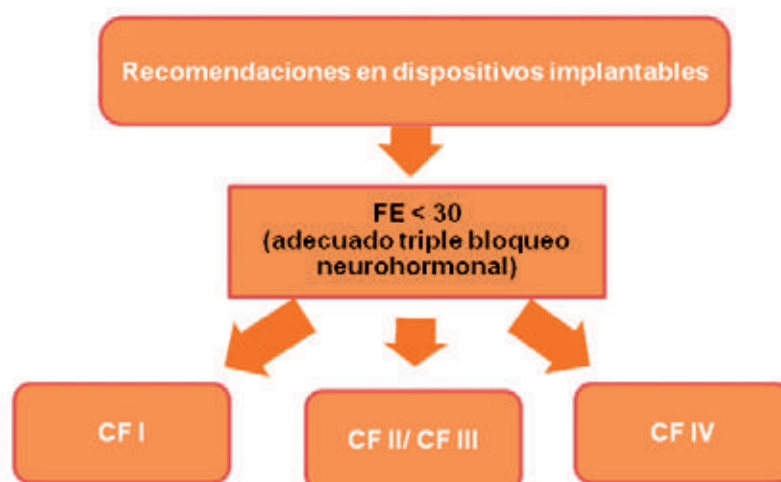 Recomendaciones en dispositivos implantables
FE < 30
(adecuado triple bloqueo
neurohormonal)
CF I
CF II/ CF III
CF IV